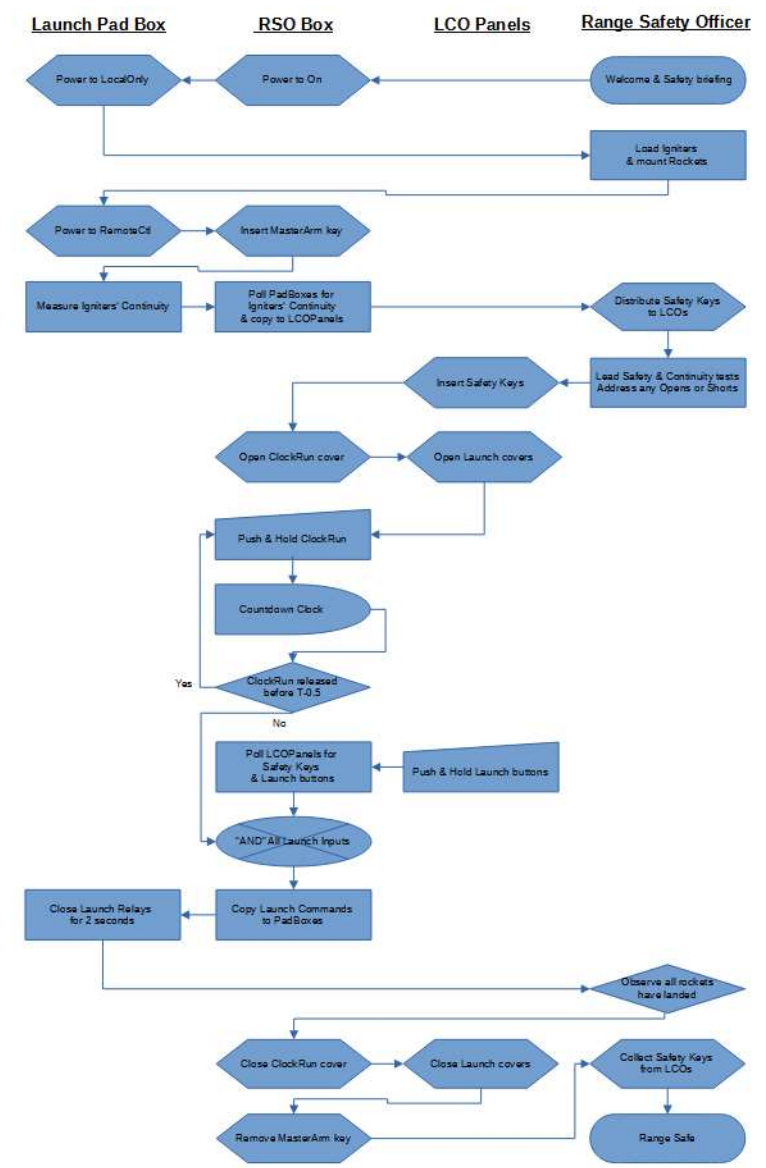 Launch Pad Box
RSO Box
LCO Panels
Range Safety Officer
Power to LocalOnly
Power to On
Welcome & Safety briefing
Load Igniters
& mount Rockets
Power to RemoteCtl
Insert MasterArm key
Measure Igniters' Continuity
Poll PadBoxes for
Igniters' Continuity
& copy to LCOPanels
Distribute Safety Keys
to LCOs
Insert Safety Keys
Lead Safety & Continuity tests
Address any Opens or Shorts
Open ClockRun cover
Open Launch covers
Push & Hold ClockRun
Countdown Clock
ClockRun released
before T-0.5
Yes
No
Poll LCOPanels for
Safety Keys
& Launch buttons
Push & Hold Launch buttons
"AND" All Launch Inputs
Close Launch Relays
for 2 seconds
Copy Launch Commands
to PadBoxes
Observe all rockets
have landed
Close ClockRun cover
Close Launch covers
Collect Safety Keys
from LCOs
Remove MasterArm key
Range Safe